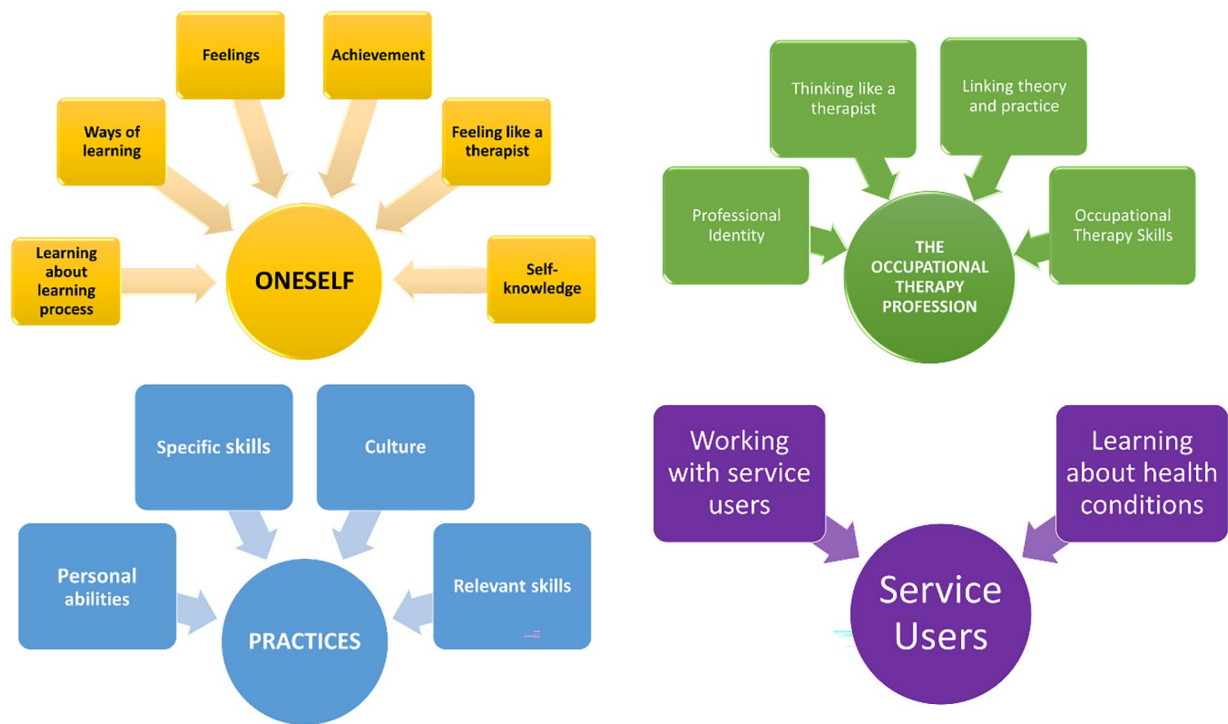 Feelings
Achievement
Ways of
learning
Feeling like a
therapist
Learning
about
learning
process
Self-
knowledge
ONESELF
Thinking like a
therapist
Linking theory
and practice
Professional
Identity
Occupational
Therapy Skills
THE
OCCUPATIONAL
THERAPY
PROFESSION
Specific skills
Culture
Personal
abilities
Relevant skills
PRACTICES
Working
with service
users
Learning
about health
conditions
Service
Users